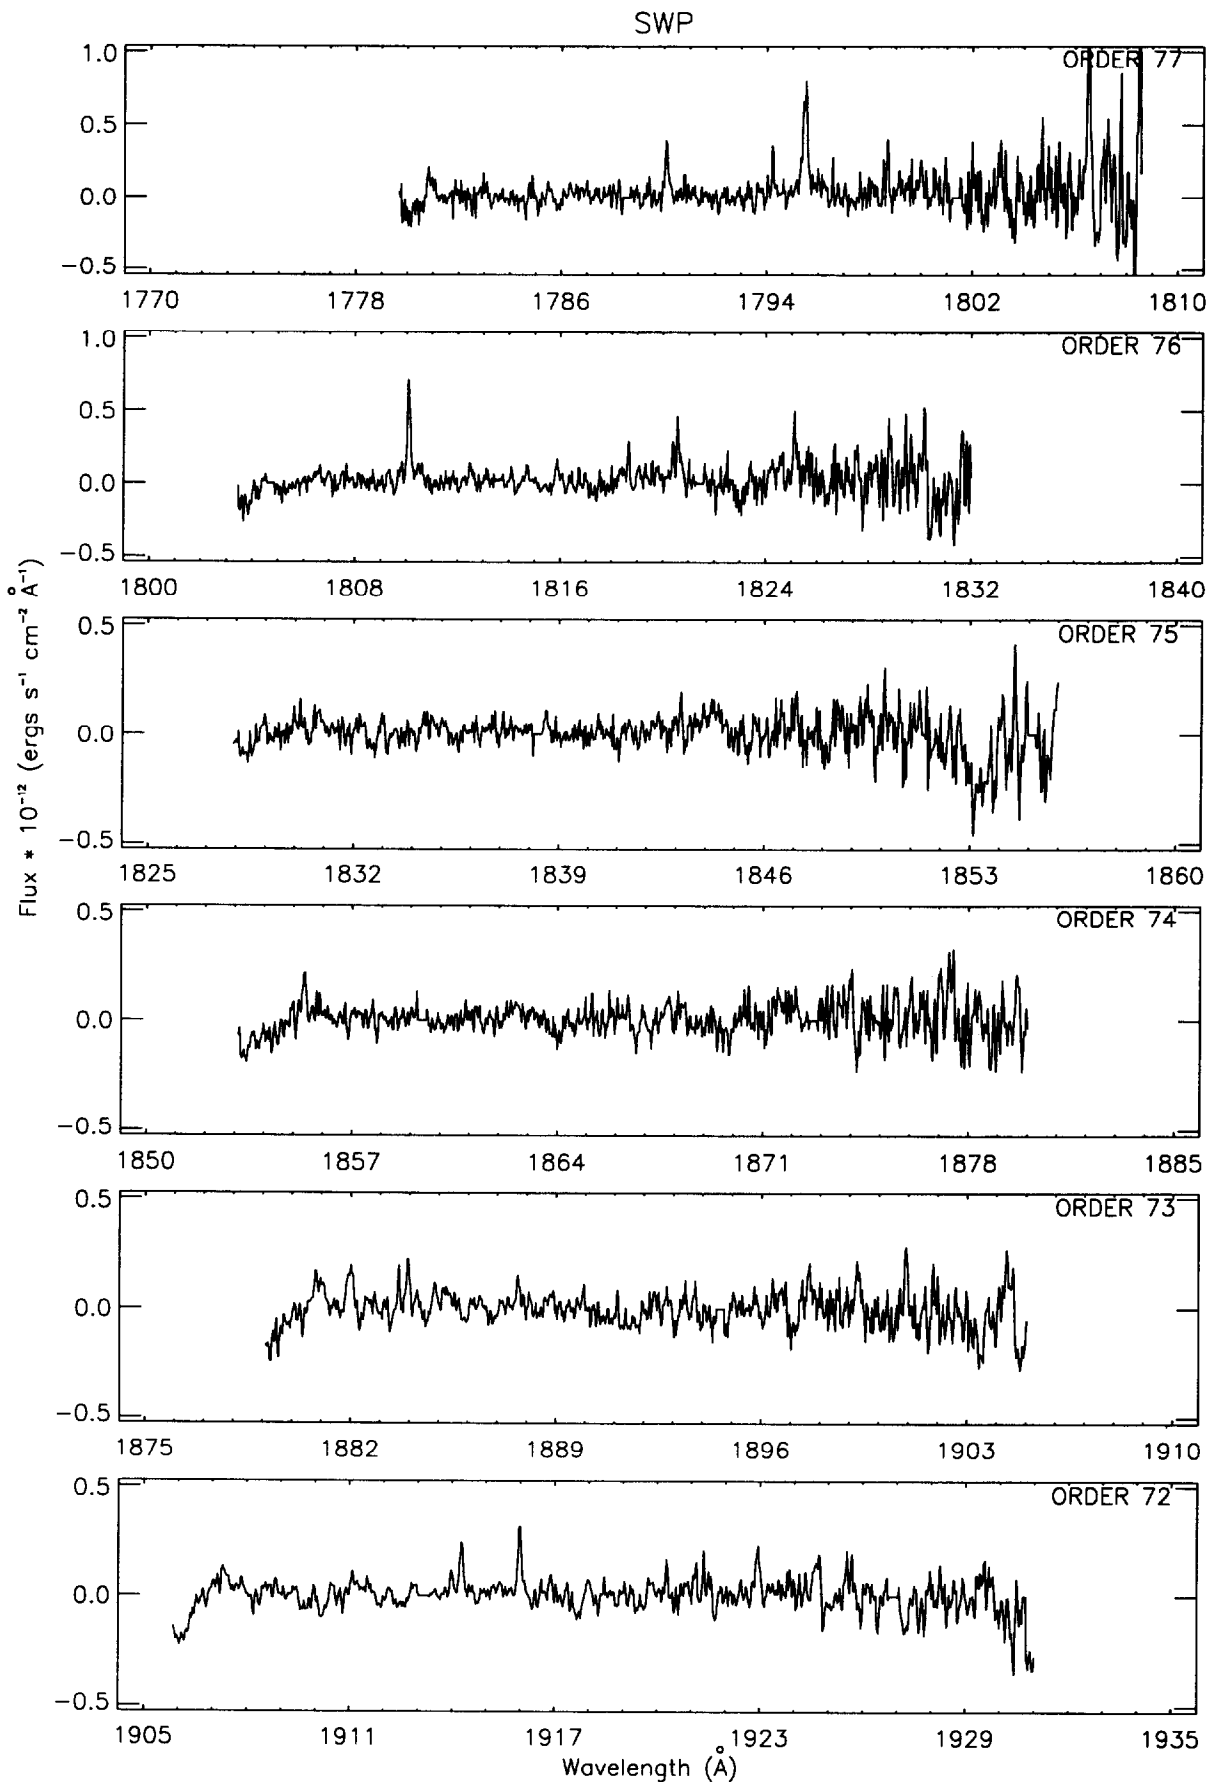 SWP
ORDER 77
1.0
0.5
0.0
−0.5
1770 1778 1786 1794 1802 1810
ORDER 76
1.0
0.5
0.0
−0.5
1800 1808 1816 1824 1832 1840
ORDER 75
0.5
0.0
−0.5
1825 1832 1839 1846 1853 1860
Flux * 10⁻¹² (ergs s⁻¹ cm⁻² Å⁻¹)
ORDER 74
0.5
0.0
−0.5
1850 1857 1864 1871 1878 1885
ORDER 73
0.5
0.0
−0.5
1875 1882 1889 1896 1903 1910
ORDER 72
0.5
0.0
−0.5
1905 1911 1917 1923 1929 1935
Wavelength (Å)